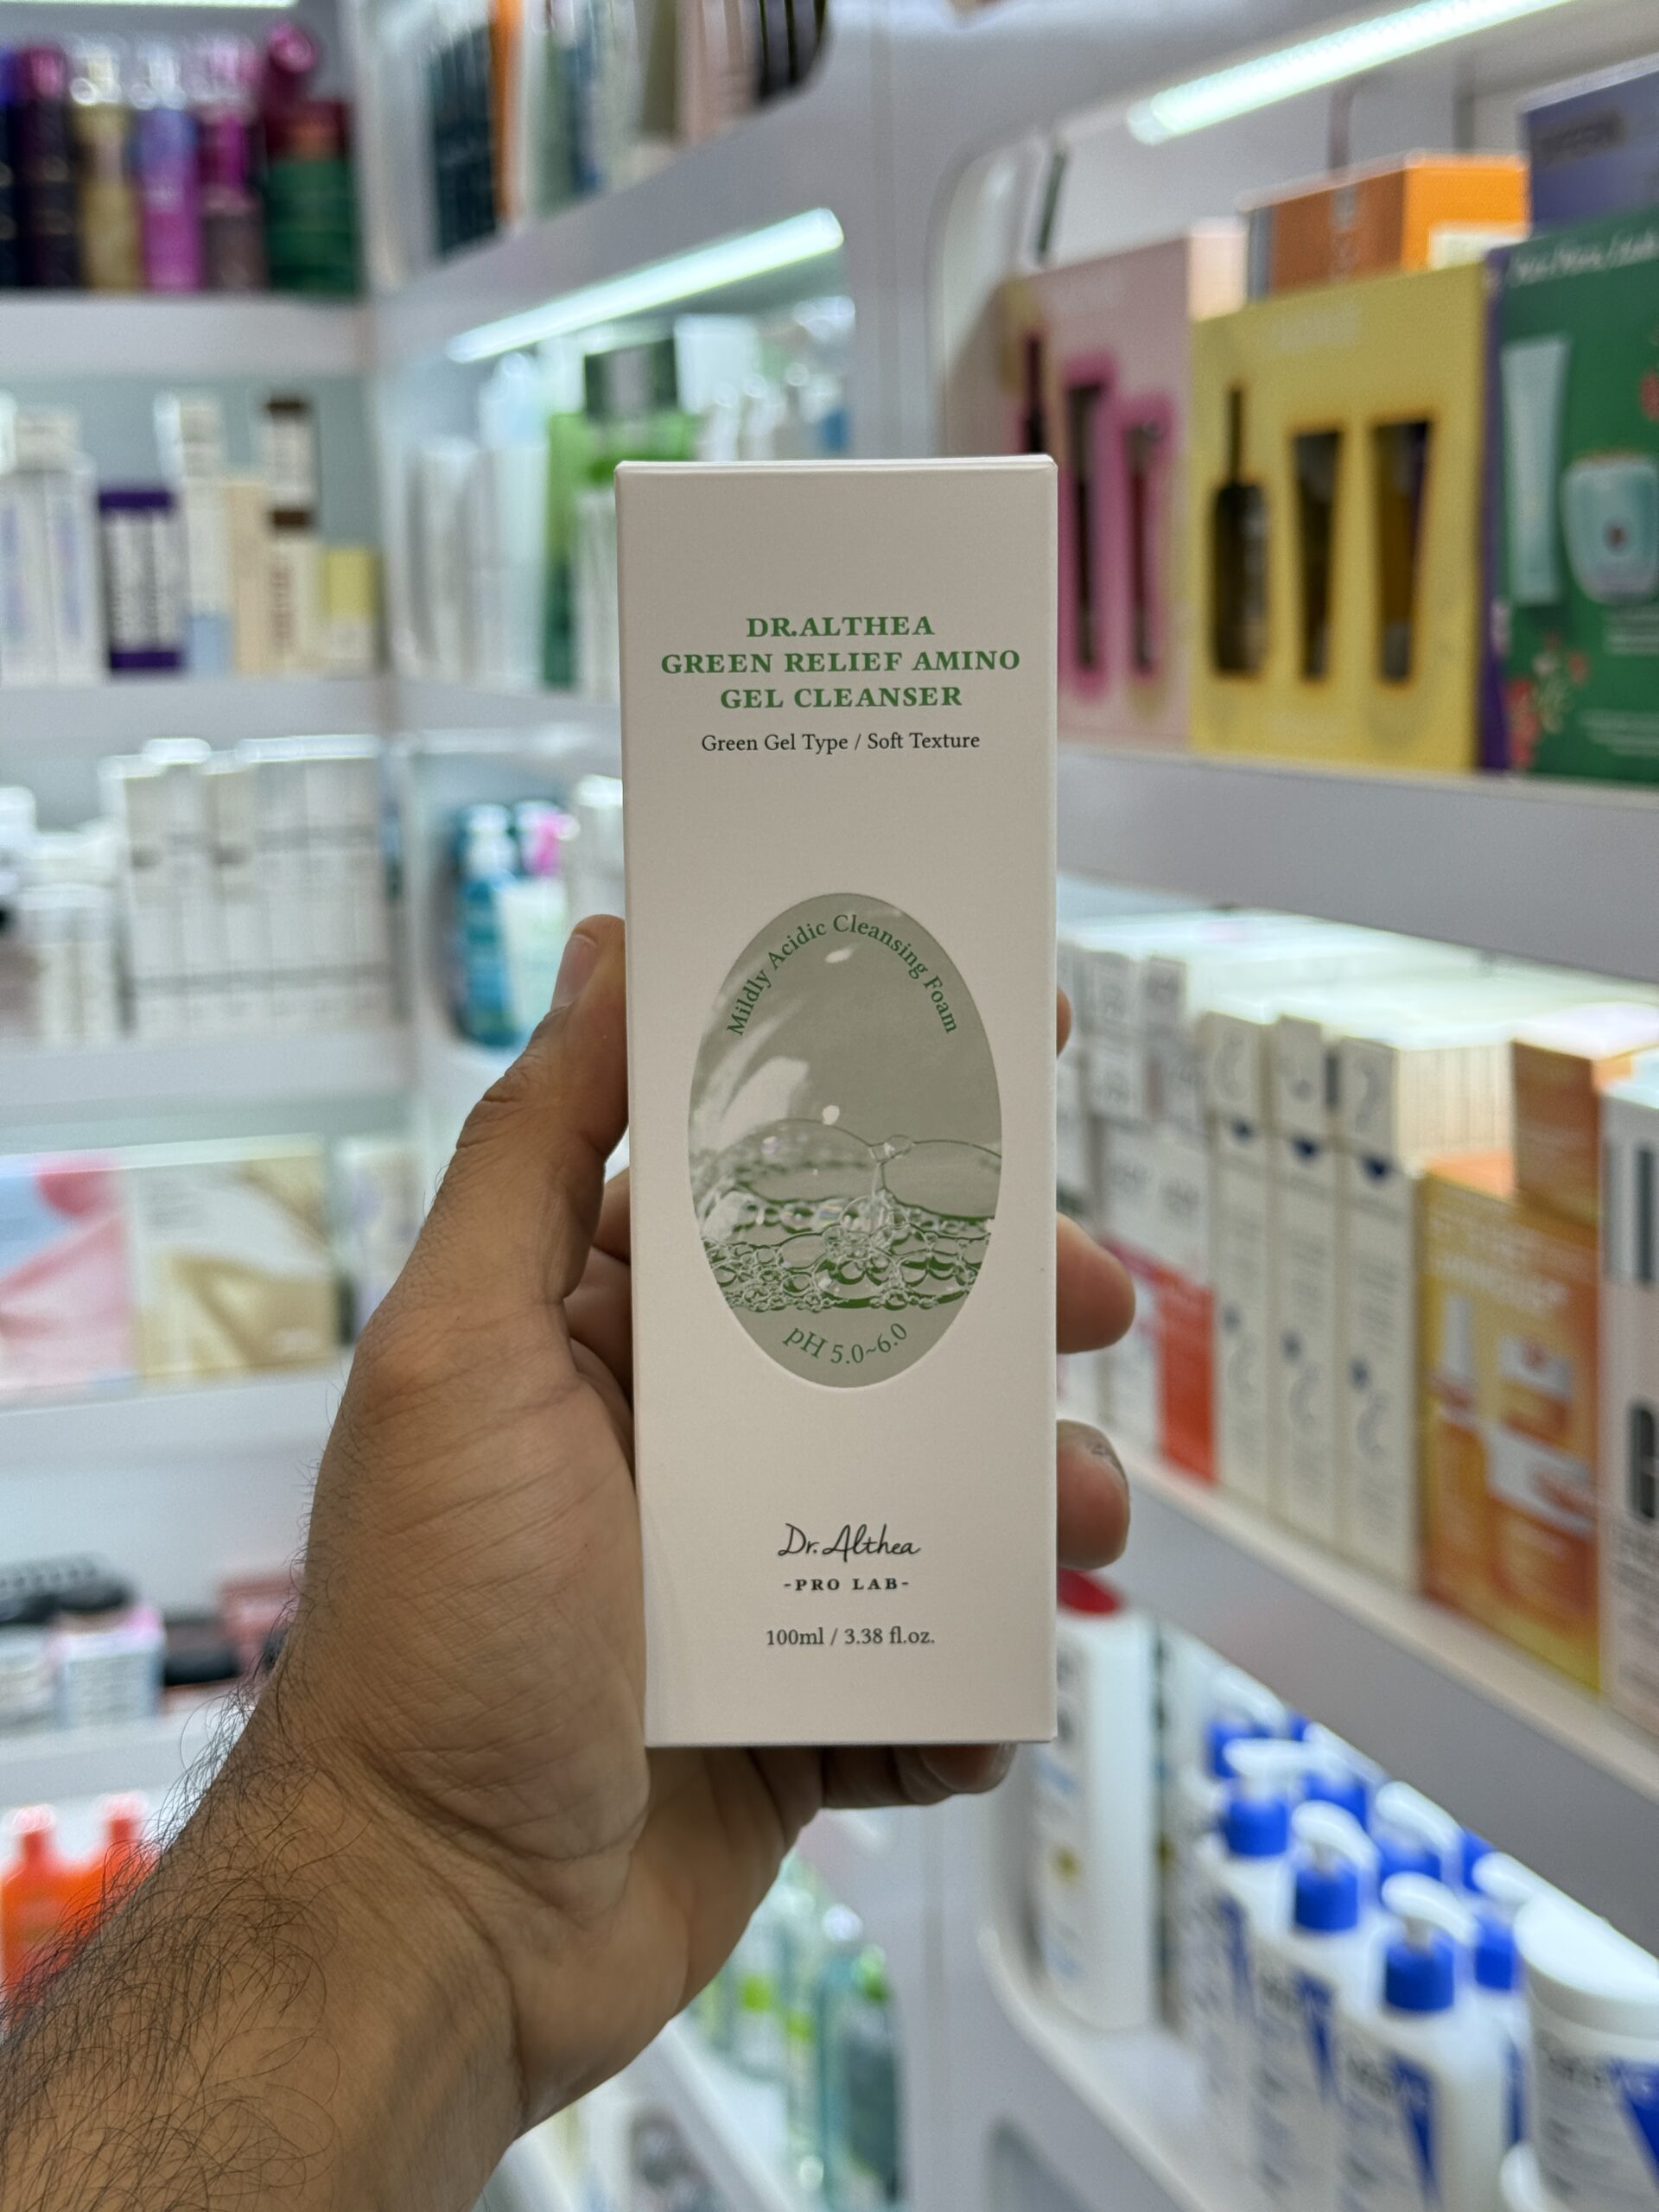 DR.ALTHEA
GREEN RELIEF AMINO
GEL CLEANSER
Green Gel Type / Soft Texture
Mildly Acidic Cleansing Foam
pH 5.0~6.0
Dr.Althea
-PRO LAB-
100ml / 3.38 fl.oz.